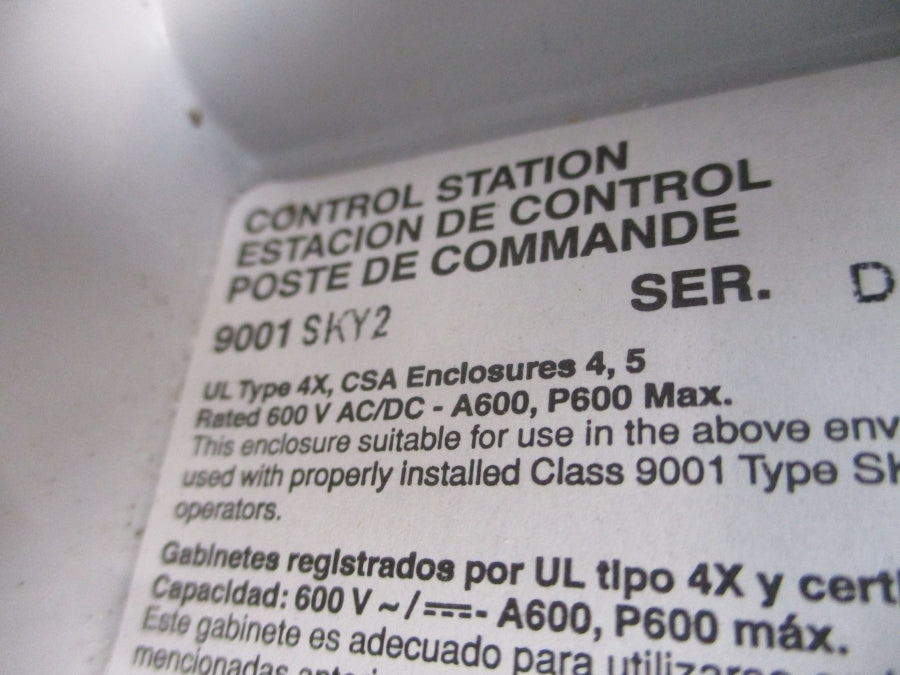 CONTROL STATION
ESTACION DE CONTROL
POSTE DE COMMANDE
9001 SKY2 SER. D
UL Type 4X, CSA Enclosures 4, 5
Rated 600 V AC/DC - A600, P600 Max.
This enclosure suitable for use in the above env
used with properly installed Class 9001 Type SK
operators.
Gabinetes registrados por UL tipo 4X y certi
Capacidad: 600 V ~/⎓- A600, P600 máx.
Este gabinete es adecuado para utilizarse
mencionadas